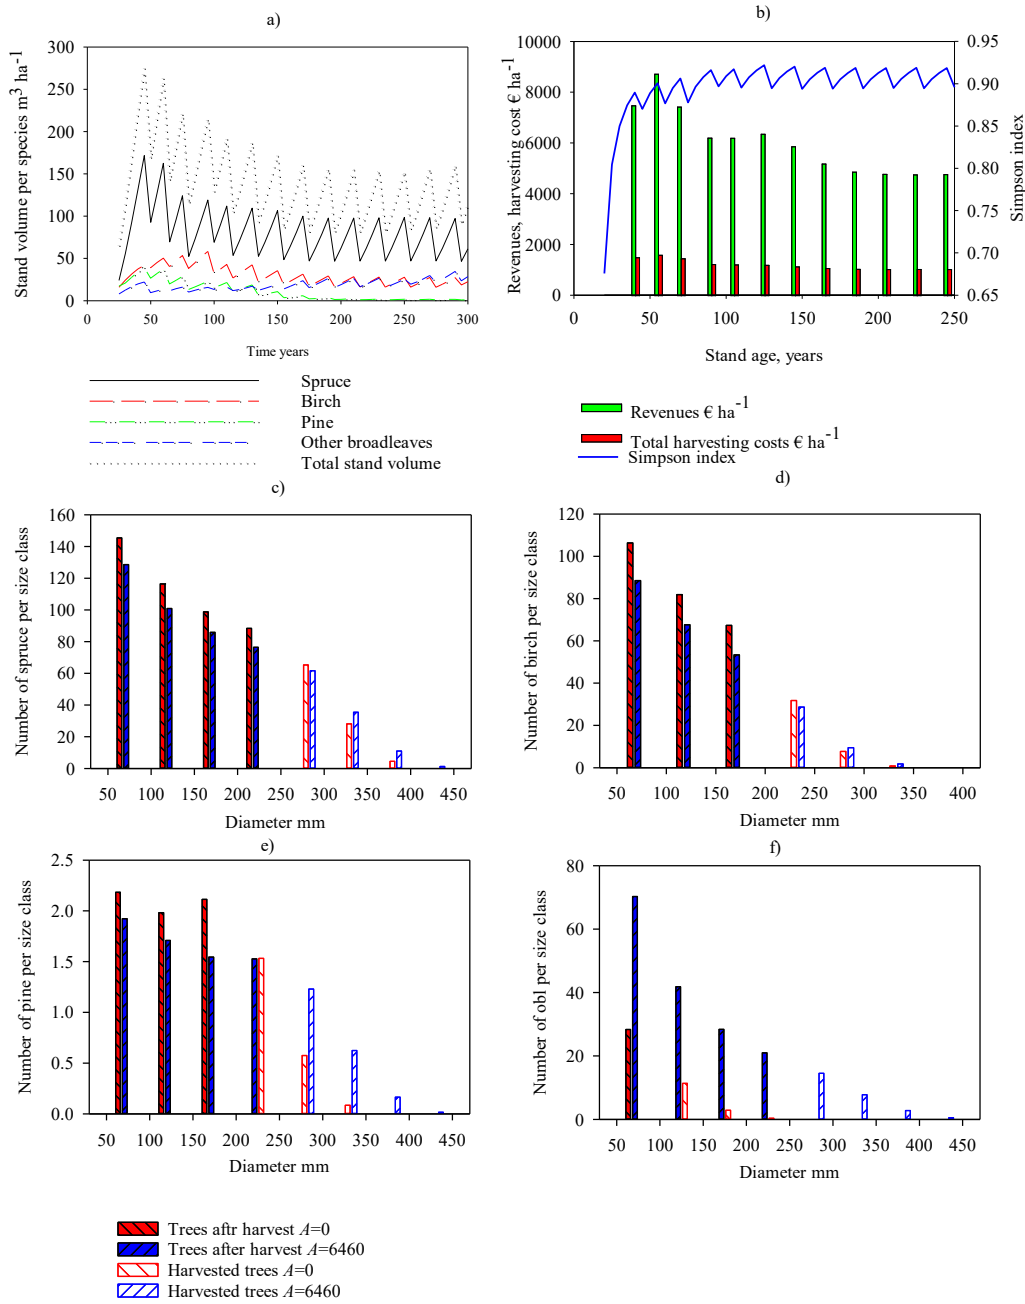 a)
Stand volume per species m³ ha⁻¹
300
250
200
150
100
50
0
0 50 100 150 200 250 300
Time years
Spruce
Birch
Pine
Other broadleaves
Total stand volume
b)
Revenues, harvesting cost € ha⁻¹
10000
8000
6000
4000
2000
0
0.95
0.90
0.85
0.80
0.75
0.70
0.65
Simpson index
0 50 100 150 200 250
Stand age, years
Revenues € ha⁻¹
Total harvesting costs € ha⁻¹
Simpson index
c)
Number of spruce per size class
160
140
120
100
80
60
40
20
0
50 100 150 200 250 300 350 400 450
Diameter mm
d)
Number of birch per size class
120
100
80
60
40
20
0
50 100 150 200 250 300 350 400
Diameter mm
e)
Number of pine per size class
2.5
2.0
1.5
1.0
0.5
0.0
50 100 150 200 250 300 350 400 450
Diameter mm
f)
Number of obl per size class
80
60
40
20
0
50 100 150 200 250 300 350 400 450
Diameter mm
Trees aftr harvest A=0
Trees after harvest A=6460
Harvested trees A=0
Harvested trees A=6460